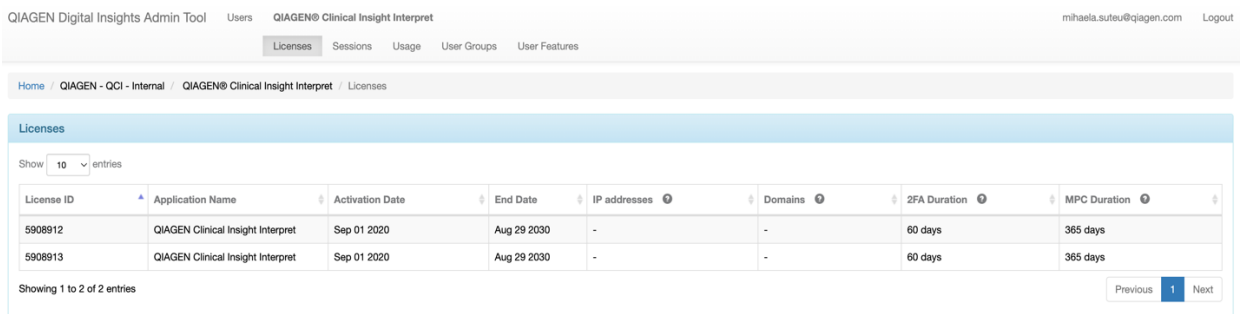 QIAGEN Digital Insights Admin Tool Users QIAGEN® Clinical Insight Interpret mihaela.suteu@qiagen.com Logout
Licenses Sessions Usage User Groups User Features
Home / QIAGEN - QCI - Internal / QIAGEN® Clinical Insight Interpret / Licenses
Licenses
Show 10 entries
License ID Application Name Activation Date End Date IP addresses ? Domains ? 2FA Duration ? MPC Duration ?
5908912 QIAGEN Clinical Insight Interpret Sep 01 2020 Aug 29 2030 - - 60 days 365 days
5908913 QIAGEN Clinical Insight Interpret Sep 01 2020 Aug 29 2030 - - 60 days 365 days
Showing 1 to 2 of 2 entries Previous 1 Next